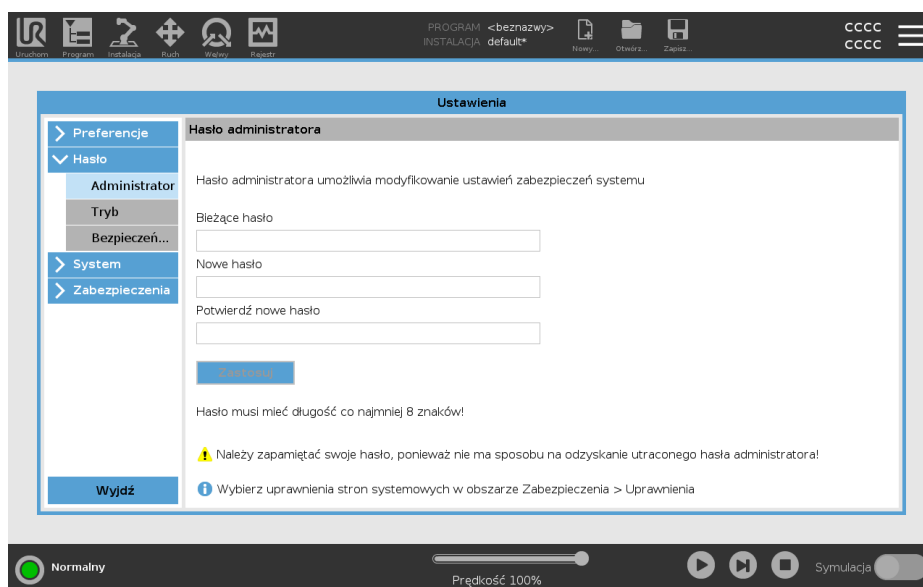 UR
PROGRAM <beznazwy>
INSTALACJA default*
CCCC
CCCC
Uruchom Program Instalacja Ruch We/wy Rejestr Nowy... Otwórz... Zapisz...
Ustawienia
Preferencje
Hasło
Administrator
Tryb
Bezpieczeń...
System
Zabezpieczenia
Wyjdź
Hasło administratora
Hasło administratora umożliwia modyfikowanie ustawień zabezpieczeń systemu
Bieżące hasło
Nowe hasło
Potwierdź nowe hasło
Zastosuj
Hasło musi mieć długość co najmniej 8 znaków!
Należy zapamiętać swoje hasło, ponieważ nie ma sposobu na odzyskanie utraconego hasła administratora!
Wybierz uprawnienia stron systemowych w obszarze Zabezpieczenia > Uprawnienia
Normalny
Prędkość 100%
Symulacja